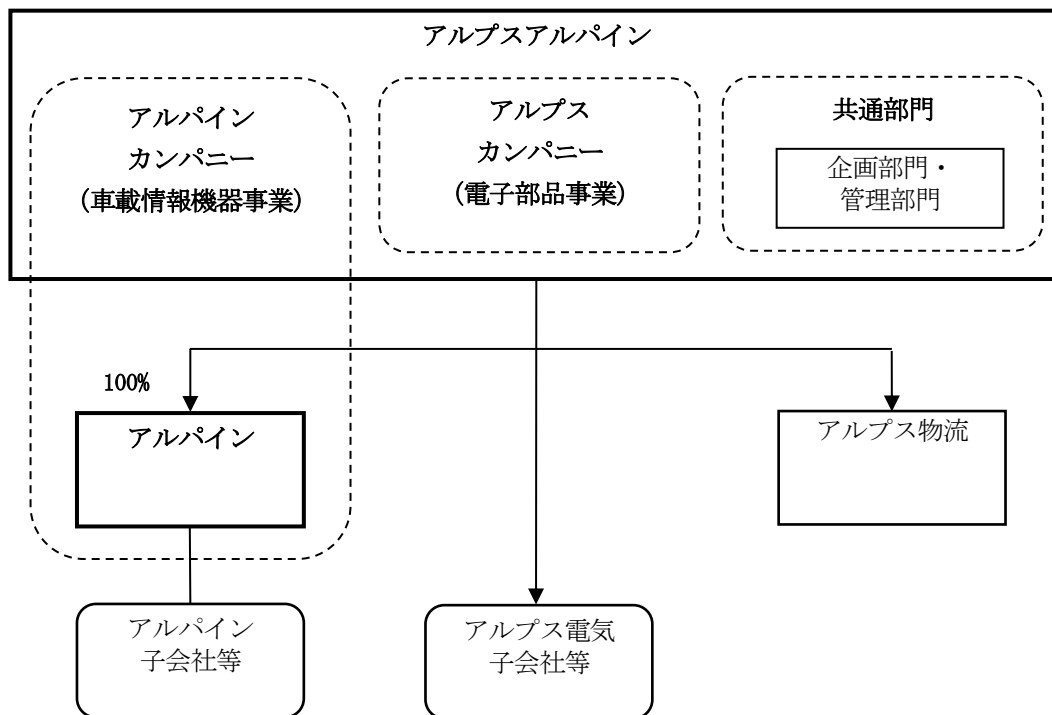 アルプスアルパイン
アルパイン
カンパニー
(車載情報機器事業)
アルプス
カンパニー
(電子部品事業)
共通部門
企画部門・
管理部門
100%
アルパイン
アルプス物流
アルパイン
子会社等
アルプス電気
子会社等